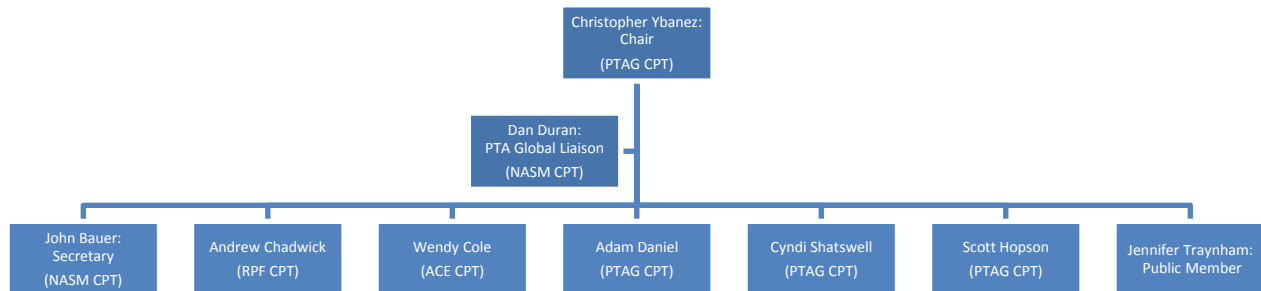 Christopher Ybanez:
Chair
(PTAG CPT)
Dan Duran:
PTA Global Liaison
(NASM CPT)
John Bauer:
Secretary
(NASM CPT)
Andrew Chadwick
(RPF CPT)
Wendy Cole
(ACE CPT)
Adam Daniel
(PTAG CPT)
Cyndi Shatswell
(PTAG CPT)
Scott Hopson
(PTAG CPT)
Jennifer Traynham:
Public Member